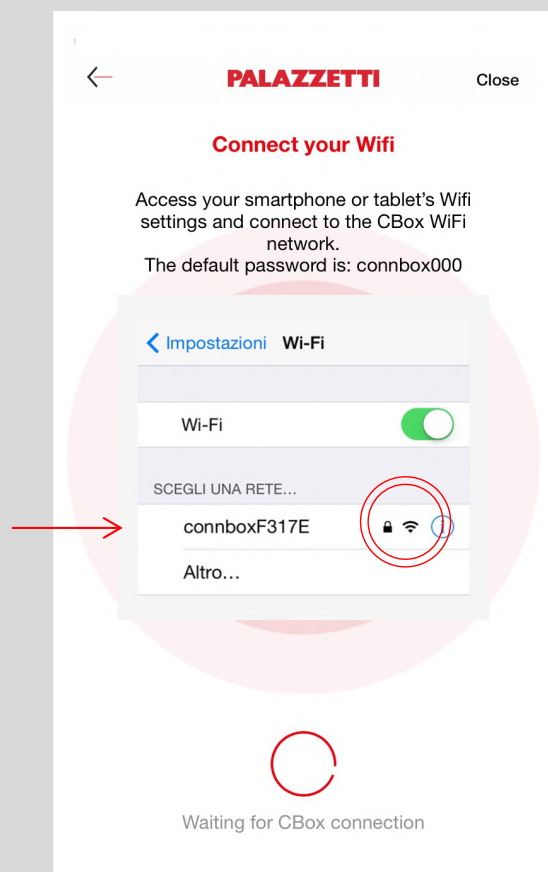 PALAZZETTI
Close
Connect your Wifi
Access your smartphone or tablet's Wifi
settings and connect to the CBox WiFi
network.
The default password is: connbox000
Impostazioni Wi-Fi
Wi-Fi
SCEGLI UNA RETE...
connboxF317E
Altro...
Waiting for CBox connection